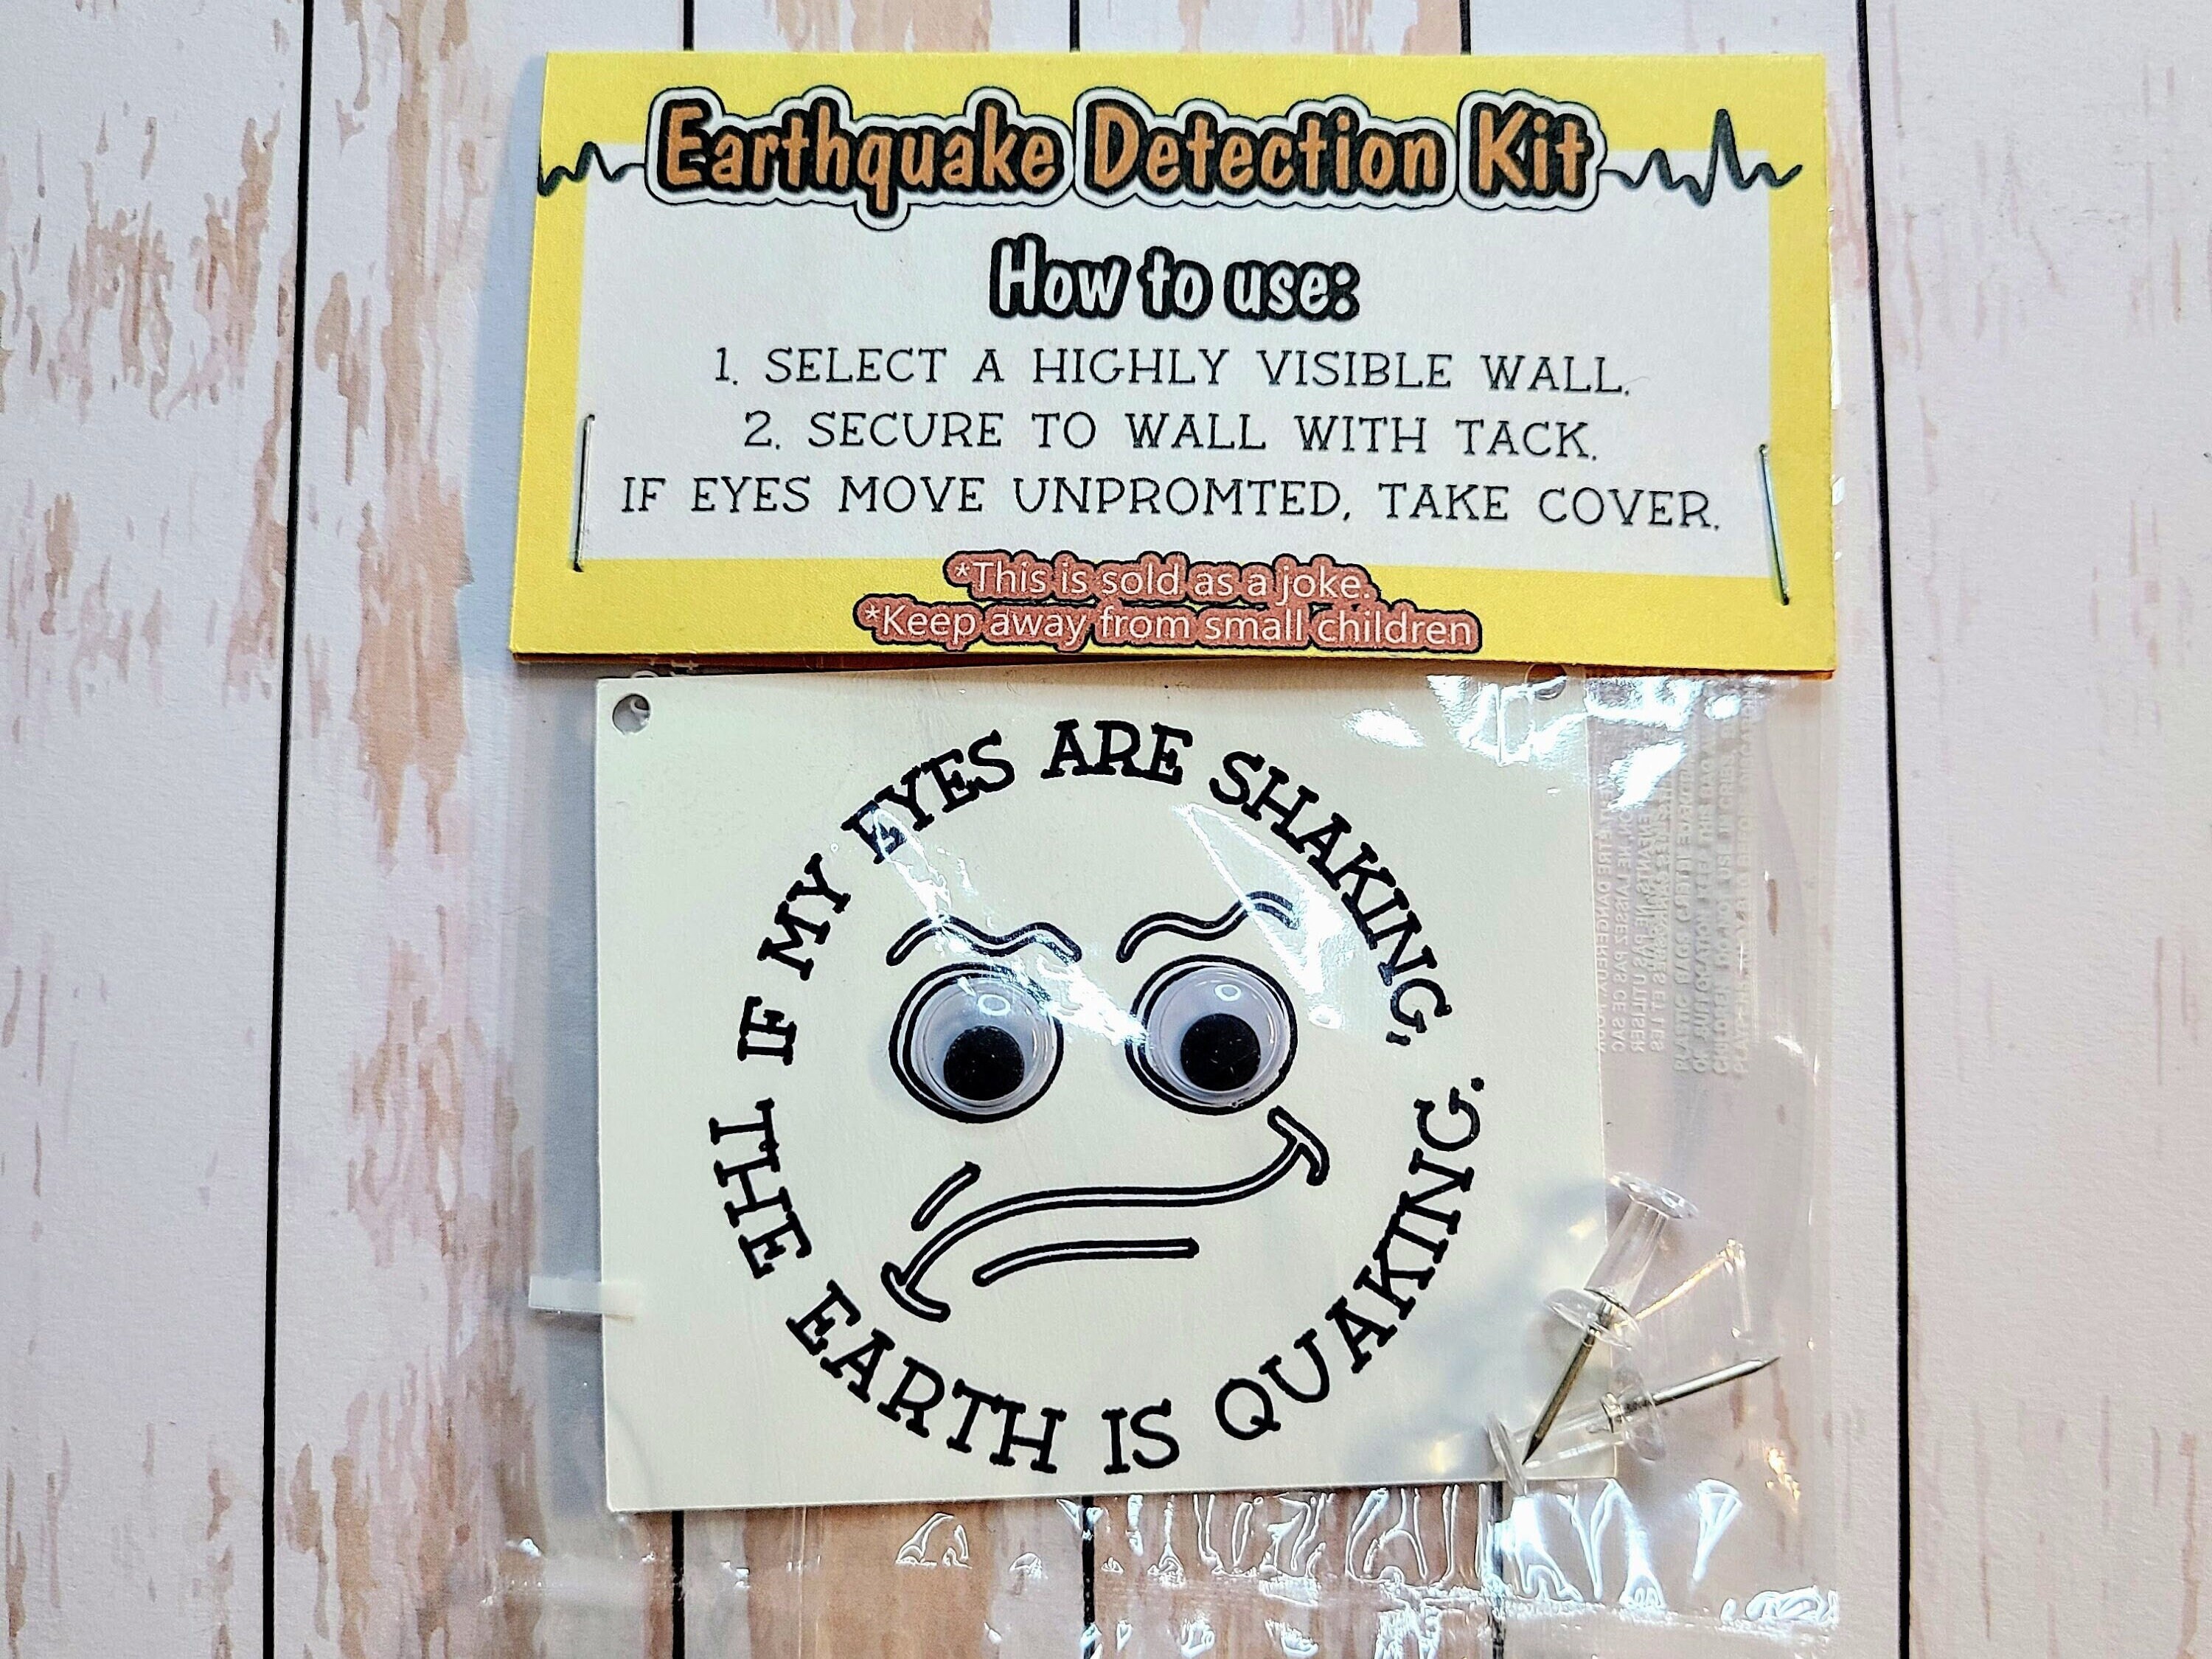 Earthquake Detection Kit
How to use:
1. SELECT A HIGHLY VISIBLE WALL.
2. SECURE TO WALL WITH TACK.
IF EYES MOVE UNPROMTED, TAKE COVER.
*This is sold as a joke.
*Keep away from small children
IF MY EYES ARE SHAKING,
THE EARTH IS QUAKING.